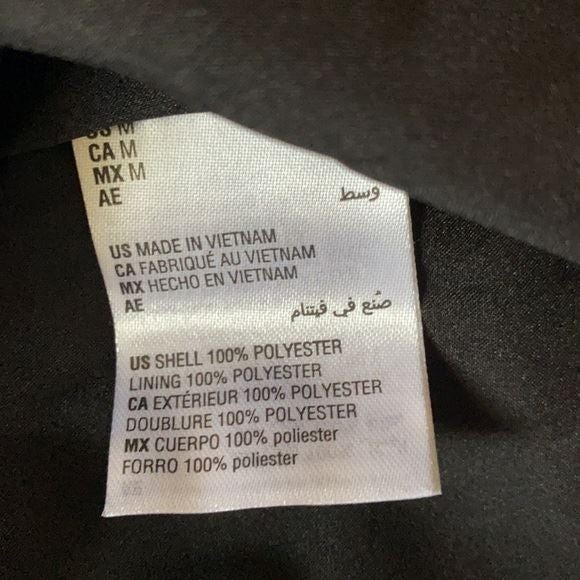 US M
CA M
MX M
AE وسط
US MADE IN VIETNAM
CA FABRIQUÉ AU VIETNAM
MX HECHO EN VIETNAM
AE صُنع في فيتنام
US SHELL 100% POLYESTER
LINING 100% POLYESTER
CA EXTÉRIEUR 100% POLYESTER
DOUBLURE 100% POLYESTER
MX CUERPO 100% poliester
FORRO 100% poliester